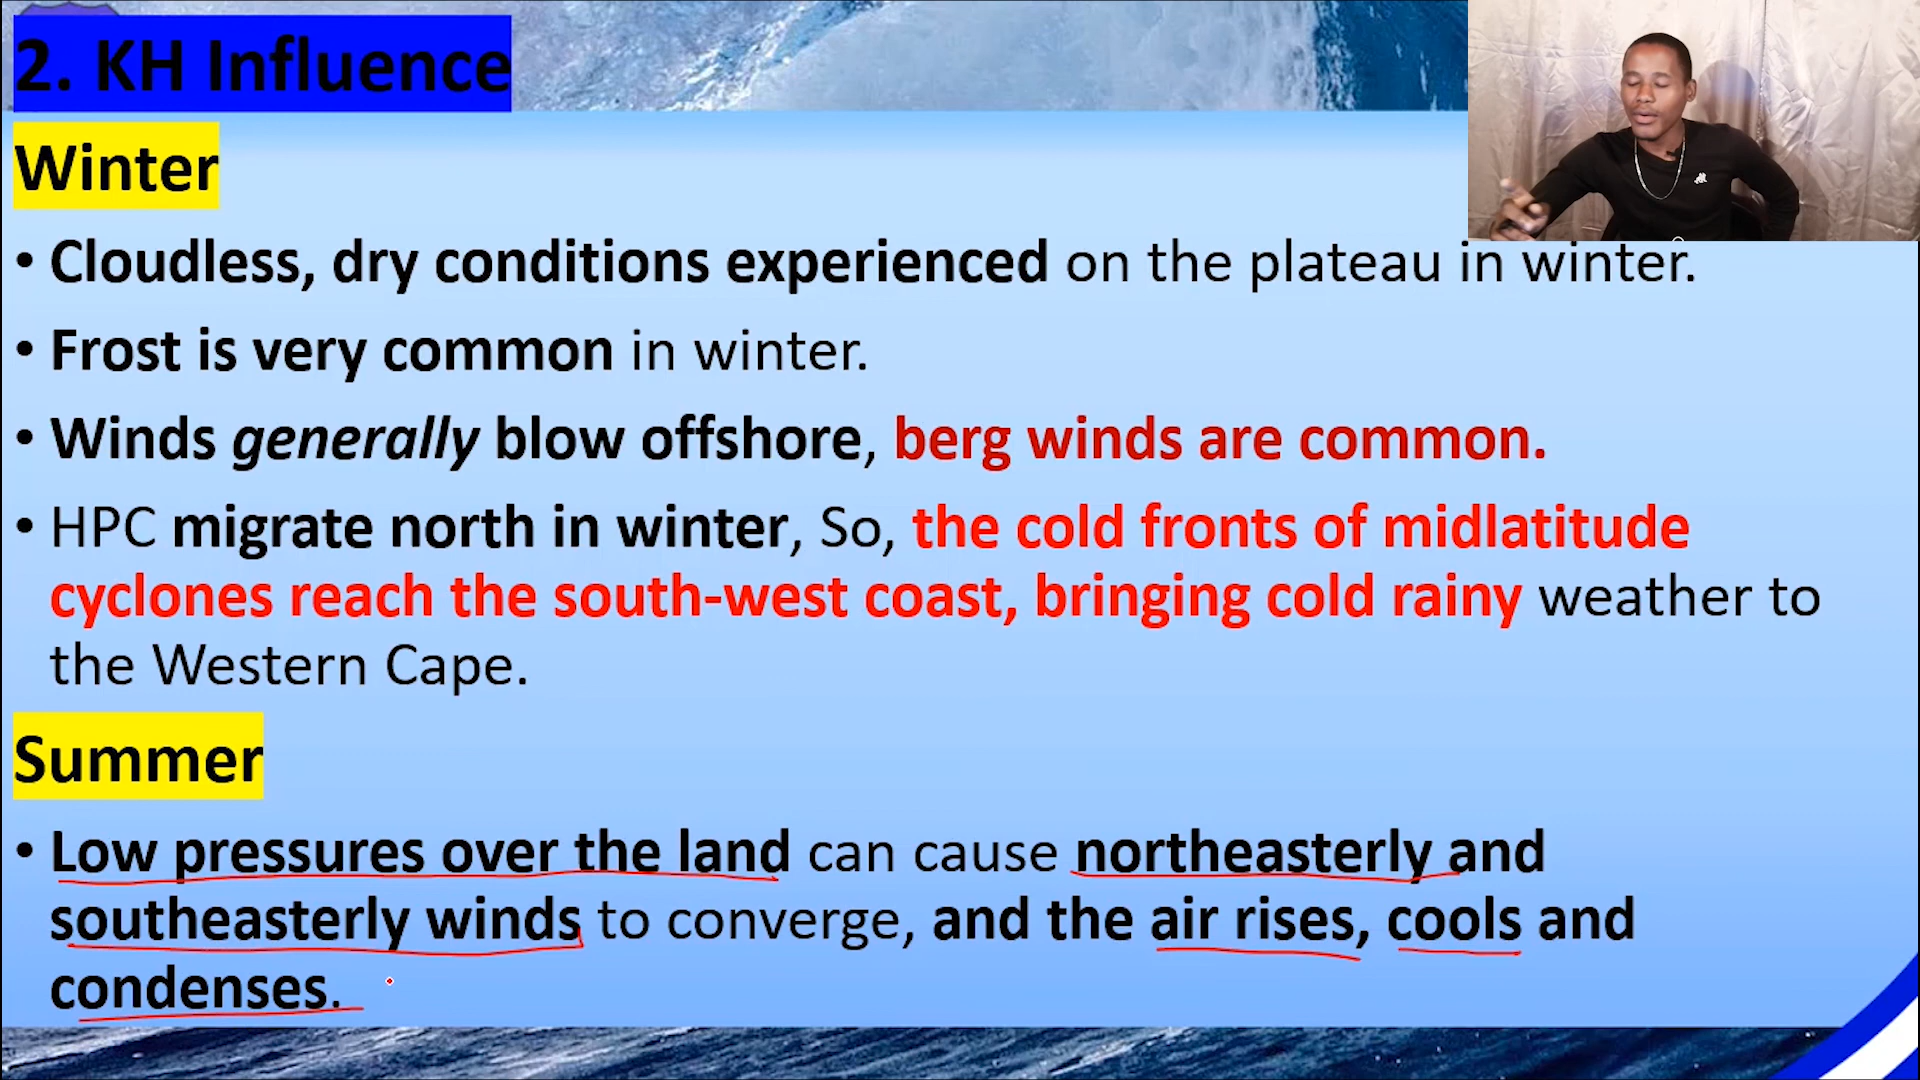 2. KH Influence
Winter
• Cloudless, dry conditions experienced on the plateau in winter.
• Frost is very common in winter.
• Winds generally blow offshore, berg winds are common.
• HPC migrate north in winter, So, the cold fronts of midlatitude
cyclones reach the south-west coast, bringing cold rainy weather to
the Western Cape.
Summer
• Low pressures over the land can cause northeasterly and
southeasterly winds to converge, and the air rises, cools and
condenses.